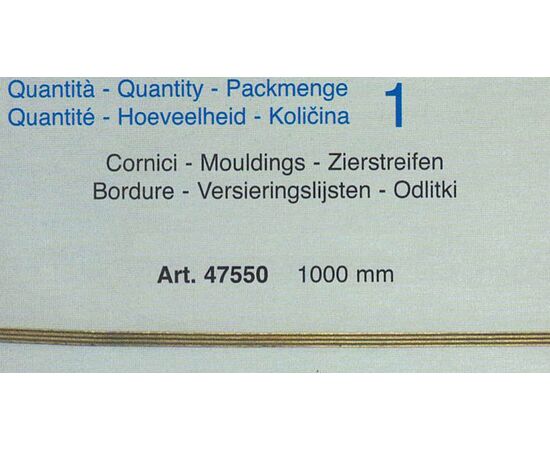 Quantità - Quantity - Packmenge
Quantité - Hoeveelheid - Količina 1
Cornici - Mouldings - Zierstreifen
Bordure - Versieringslijsten - Odlitki
Art. 47550 1000 mm